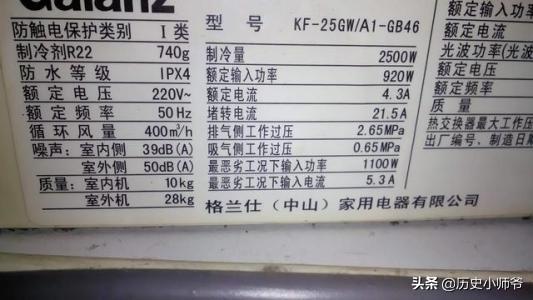 Galanz
防触电保护类别 I 类
制冷剂R22 740g
防水等级 IPX4
额定电压 220V~
额定频率 50Hz
循环风量 400m³/h
噪声:室内侧 39dB(A)
室外侧 50dB(A)
质量:室内机 10kg
室外机 28kg
型号 KF-25GW/A1-GB46
制冷量 2500W
额定输入功率 920W
额定电流 4.3A
堵转电流 21.5A
排气侧工作过压 2.65MPa
吸气侧工作过压 0.65MPa
最恶劣工况下输入功率 1100W
最恶劣工况下输入电流 5.3A
格兰仕(中山)家用电器有限公司
额定输入功
额定电流
光波功率(光
额定电压
额定频率
质量
热交换器最大工作压
出厂编号、制造日期
头条 @历史小师爷